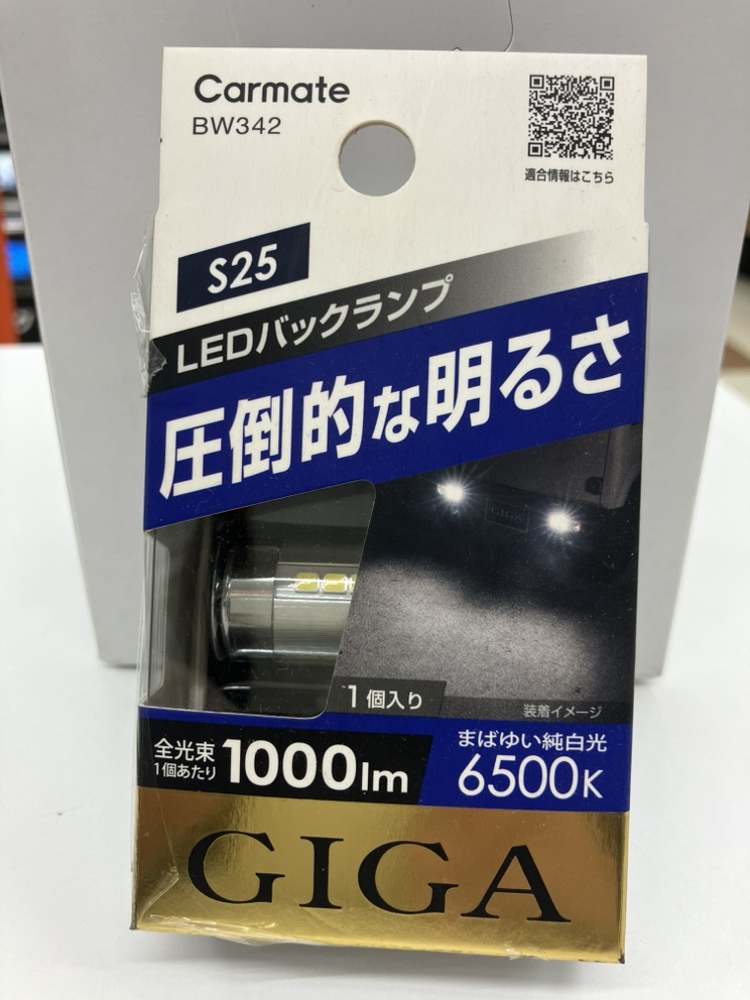 Carmate
BW342
適合情報はこちら
S25
LEDバックランプ
圧倒的な明るさ
GIGA
1個入り
装着イメージ
全光束
1個あたり
1000lm
まばゆい純白光
6500K
GIGA